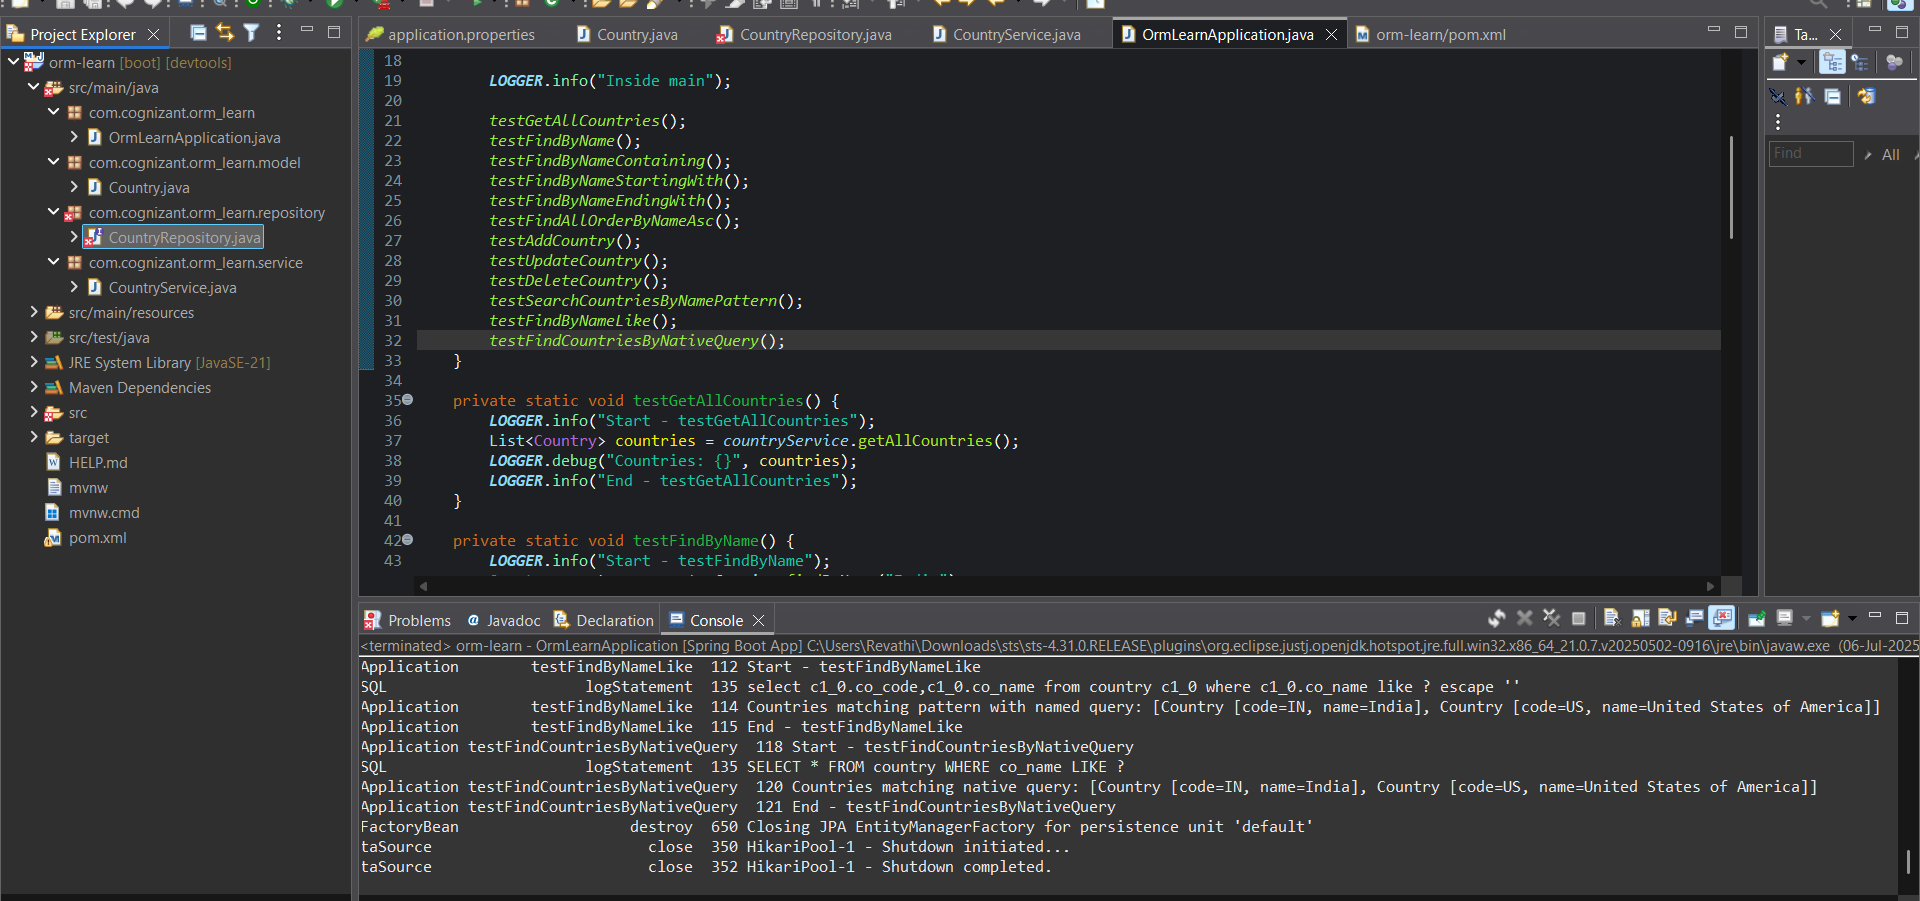 Project Explorer
orm-learn [boot] [devtools]
src/main/java
com.cognizant.orm_learn
OrmLearnApplication.java
com.cognizant.orm_learn.model
Country.java
com.cognizant.orm_learn.repository
CountryRepository.java
com.cognizant.orm_learn.service
CountryService.java
src/main/resources
src/test/java
JRE System Library [JavaSE-21]
Maven Dependencies
src
target
HELP.md
mvnw
mvnw.cmd
pom.xml
application.properties
Country.java
CountryRepository.java
CountryService.java
OrmLearnApplication.java
orm-learn/pom.xml
18
19 LOGGER.info("Inside main");
20
21 testGetAllCountries();
22 testFindByName();
23 testFindByNameContaining();
24 testFindByNameStartingWith();
25 testFindByNameEndingWith();
26 testFindAllOrderByNameAsc();
27 testAddCountry();
28 testUpdateCountry();
29 testDeleteCountry();
30 testSearchCountriesByNamePattern();
31 testFindByNameLike();
32 testFindCountriesByNativeQuery();
33 }
34
35 private static void testGetAllCountries() {
36 LOGGER.info("Start - testGetAllCountries");
37 List<Country> countries = countryService.getAllCountries();
38 LOGGER.debug("Countries: {}", countries);
39 LOGGER.info("End - testGetAllCountries");
40 }
41
42 private static void testFindByName() {
43 LOGGER.info("Start - testFindByName");
Ta...
Find
All
Problems
Javadoc
Declaration
Console
<terminated> orm-learn - OrmLearnApplication [Spring Boot App] C:\Users\Revathi\Downloads\sts\sts-4.31.0.RELEASE\plugins\org.eclipse.justj.openjdk.hotspot.jre.full.win32.x86_64_21.0.7.v20250502-0916\jre\bin\javaw.exe (06-Jul-2025
Application testFindByNameLike 112 Start - testFindByNameLike
SQL logStatement 135 select c1_0.co_code,c1_0.co_name from country c1_0 where c1_0.co_name like ? escape ''
Application testFindByNameLike 114 Countries matching pattern with named query: [Country [code=IN, name=India], Country [code=US, name=United States of America]]
Application testFindByNameLike 115 End - testFindByNameLike
Application testFindCountriesByNativeQuery 118 Start - testFindCountriesByNativeQuery
SQL logStatement 135 SELECT * FROM country WHERE co_name LIKE ?
Application testFindCountriesByNativeQuery 120 Countries matching native query: [Country [code=IN, name=India], Country [code=US, name=United States of America]]
Application testFindCountriesByNativeQuery 121 End - testFindCountriesByNativeQuery
FactoryBean destroy 650 Closing JPA EntityManagerFactory for persistence unit 'default'
taSource close 350 HikariPool-1 - Shutdown initiated...
taSource close 352 HikariPool-1 - Shutdown completed.